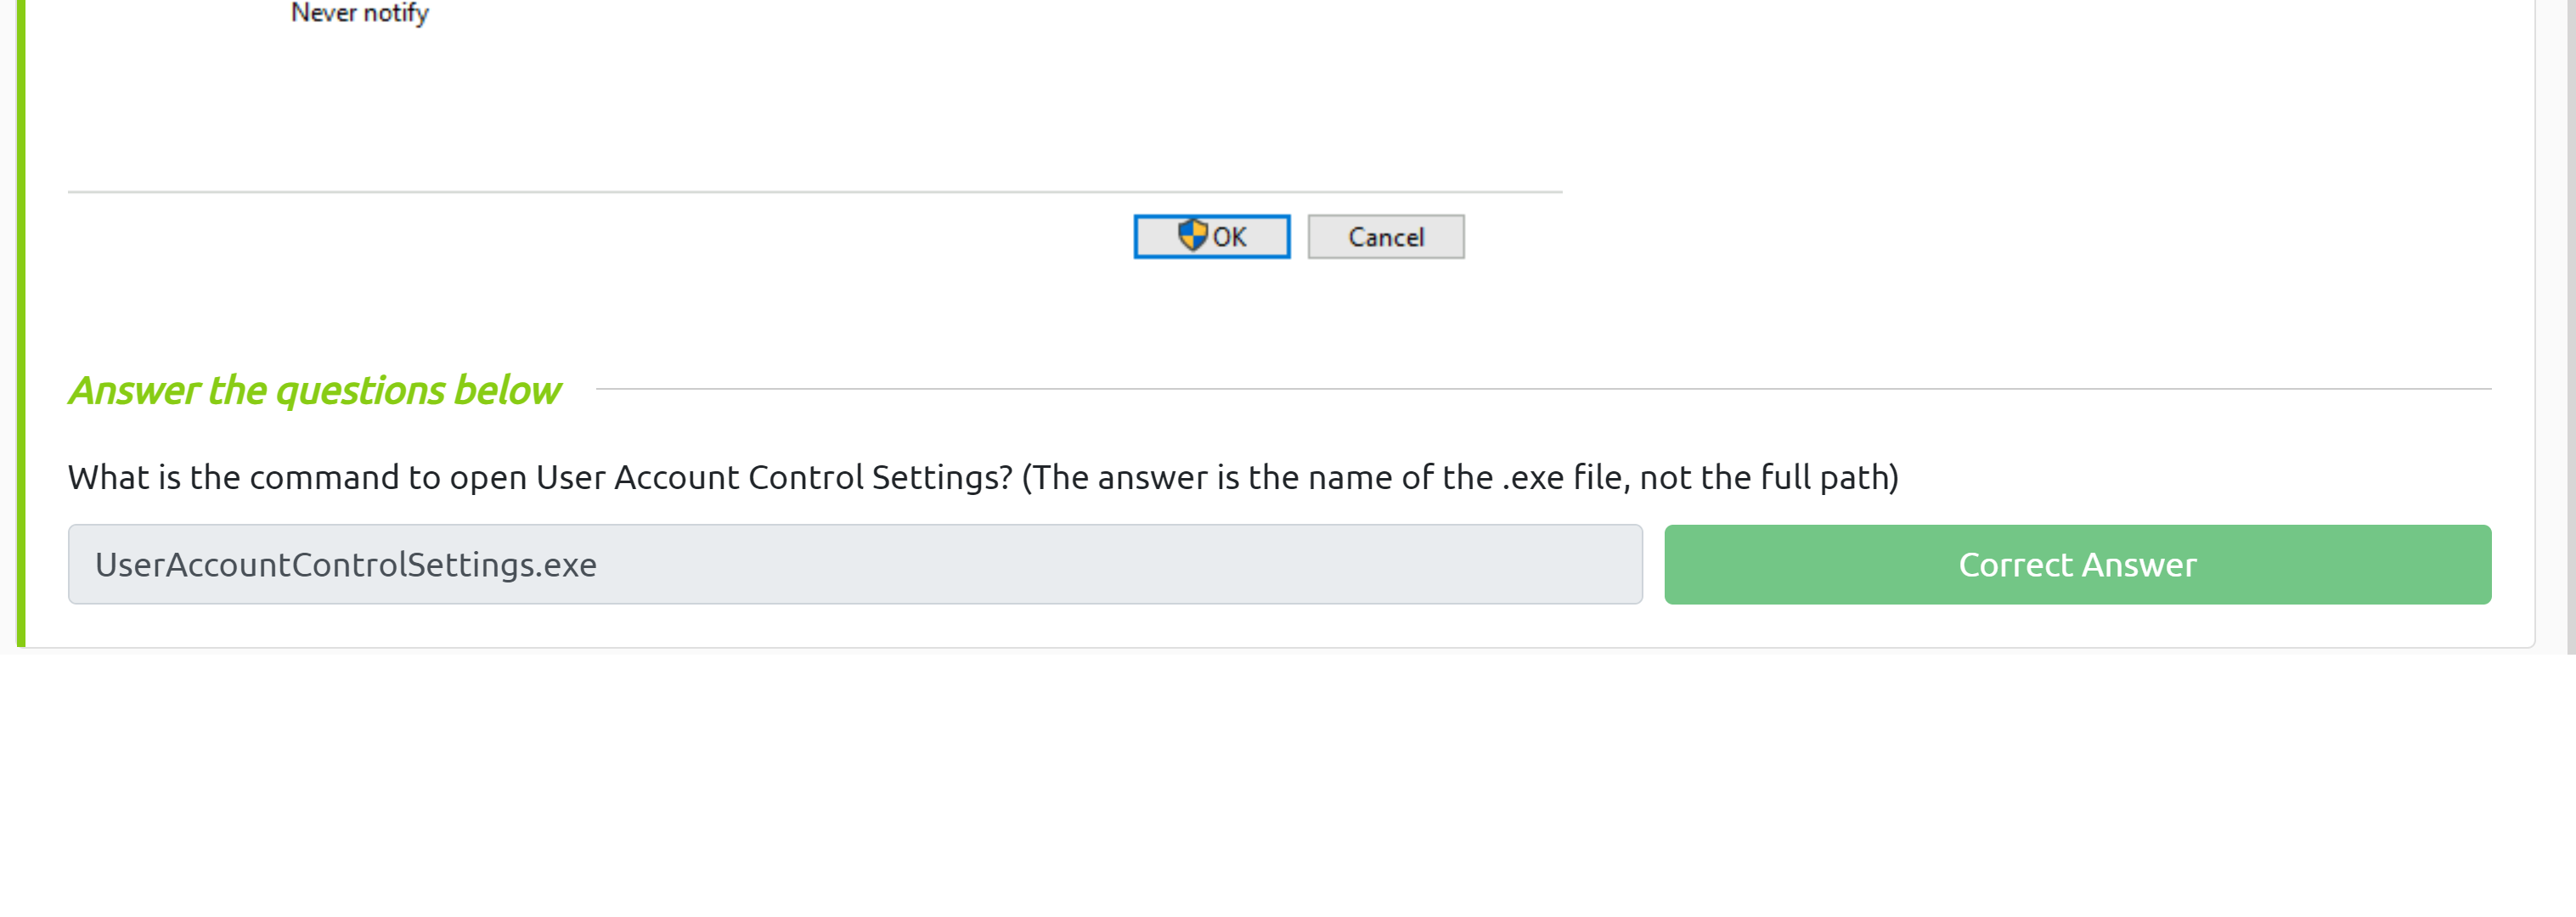 Never notify
OK
Cancel
Answer the questions below
What is the command to open User Account Control Settings? (The answer is the name of the .exe file, not the full path)
UserAccountControlSettings.exe
Correct Answer